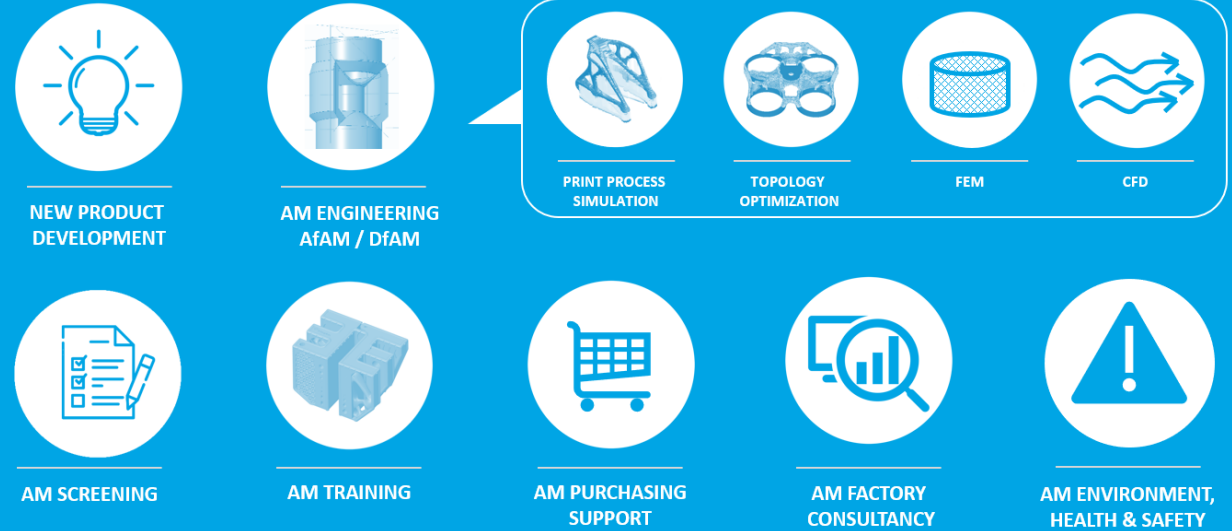 PRINT PROCESS
SIMULATION
TOPOLOGY
OPTIMIZATION
FEM
CFD
NEW PRODUCT
DEVELOPMENT
AM ENGINEERING
AfAM / DfAM
AM SCREENING
AM TRAINING
AM PURCHASING
SUPPORT
AM FACTORY
CONSULTANCY
AM ENVIRONMENT,
HEALTH & SAFETY